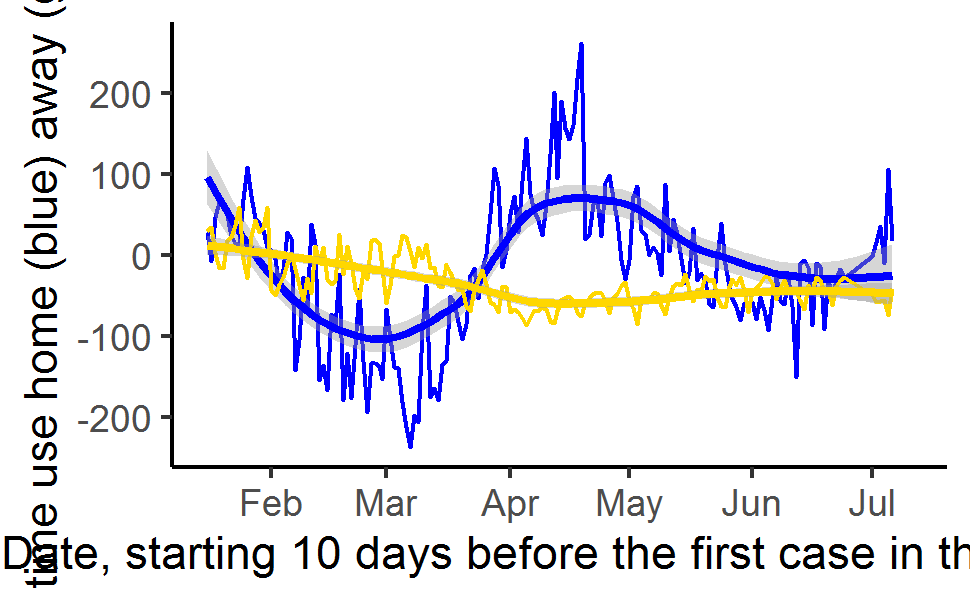 time use home (blue) away (
200
100
0
-100
-200
Feb Mar Apr May Jun Jul
Date, starting 10 days before the first case in th